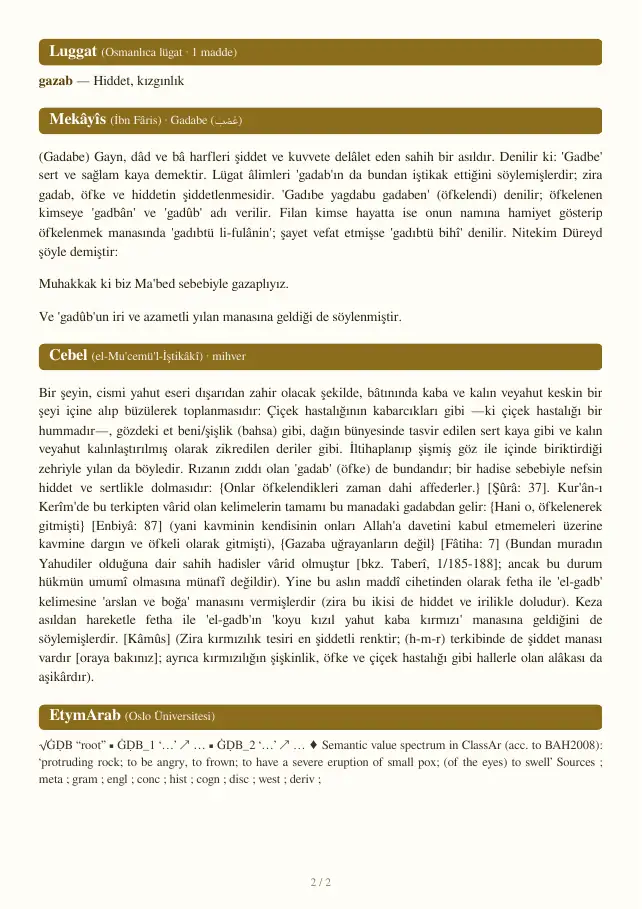 Luggat (Osmanlıca lügat · 1 madde)
gazab — Hiddet, kızgınlık
Mekâyîs (İbn Fâris) · Gadabe (غَضَبَ)
(Gadabe) Gayn, dâd ve bâ harfleri şiddet ve kuvvete delâlet eden sahih bir asıldır. Denilir ki: 'Gadbe'
sert ve sağlam kaya demektir. Lügat âlimleri 'gadab'ın da bundan iştikak ettiğini söylemişlerdir; zira
gadab, öfke ve hiddetin şiddetlenmesidir. 'Gadıbe yagdabu gadaben' (öfkelendi) denilir; öfkelenen
kimseye 'gadbân' ve 'gadûb' adı verilir. Filan kimse hayatta ise onun namına hamiyet gösterip
öfkelenmek manasında 'gadıbtü li-fulânin'; şayet vefat etmişse 'gadıbtü bihî' denilir. Nitekim Düreyd
şöyle demiştir:
Muhakkak ki biz Ma'bed sebebiyle gazaplıyız.
Ve 'gadûb'un iri ve azametli yılan manasına geldiği de söylenmiştir.
Cebel (el-Mu'cemü'l-İştikâkî) · mihver
Bir şeyin, cismi yahut eseri dışarıdan zahir olacak şekilde, bâtınında kaba ve kalın veyahut keskin bir
şeyi içine alıp büzülerek toplanmasıdır: Çiçek hastalığının kabarcıkları gibi —ki çiçek hastalığı bir
hummadır—, gözdeki et beni/şişlik (bahsa) gibi, dağın bünyesinde tasvir edilen sert kaya gibi ve kalın
veyahut kalınlaştırılmış olarak zikredilen deriler gibi. İltihaplanıp şişmiş göz ile içinde biriktirdiği
zehriyle yılan da böyledir. Rızanın zıddı olan 'gadab' (öfke) de bundandır; bir hadise sebebiyle nefsin
hiddet ve sertlikle dolmasıdır: {Onlar öfkelendikleri zaman dahi affederler.} [Şûrâ: 37]. Kur'ân-ı
Kerîm'de bu terkipten vârid olan kelimelerin tamamı bu manadaki gadabdan gelir: {Hani o, öfkelenerek
gitmişti} [Enbiyâ: 87] (yani kavminin kendisinin onları Allah'a davetini kabul etmemeleri üzerine
kavmine dargın ve öfkeli olarak gitmişti), {Gazaba uğrayanların değil} [Fâtiha: 7] (Bundan muradın
Yahudiler olduğuna dair sahih hadisler vârid olmuştur [bkz. Taberî, 1/185-188]; ancak bu durum
hükmün umumî olmasına münafî değildir). Yine bu aslın maddî cihetinden olarak fetha ile 'el-gadb'
kelimesine 'arslan ve boğa' manasını vermişlerdir (zira bu ikisi de hiddet ve irilikle doludur). Keza
asıldan hareketle fetha ile 'el-gadb'ın 'koyu kızıl yahut kaba kırmızı' manasına geldiğini de
söylemişlerdir. [Kâmûs] (Zira kırmızılık tesiri en şiddetli renktir; (h-m-r) terkibinde de şiddet manası
vardır [oraya bakınız]; ayrıca kırmızılığın şişkinlik, öfke ve çiçek hastalığı gibi hallerle olan alâkası da
aşikârdır).
EtymArab (Oslo Üniversitesi)
√ĠḌB “root” ▪ ĠḌB_1 ‘…’ ↗ … ▪ ĠḌB_2 ‘…’ ↗ … ♦ Semantic value spectrum in ClassAr (acc. to BAH2008):
‘protruding rock; to be angry, to frown; to have a severe eruption of small pox; (of the eyes) to swell’ Sources ;
meta ; gram ; engl ; conc ; hist ; cogn ; disc ; west ; deriv ;
2 / 2